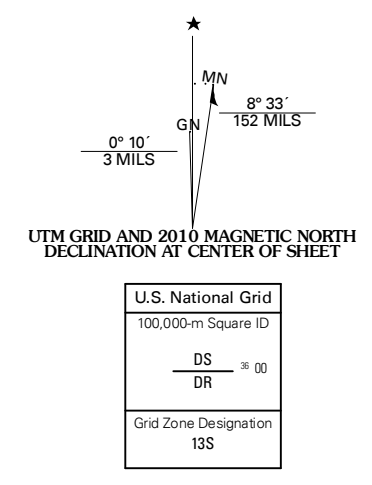 ★
MN
GN
8° 33´
152 MILS
0° 10´
3 MILS
UTM GRID AND 2010 MAGNETIC NORTH
DECLINATION AT CENTER OF SHEET
U.S. National Grid
100,000-m Square ID
DS
36 00
DR
Grid Zone Designation
13S